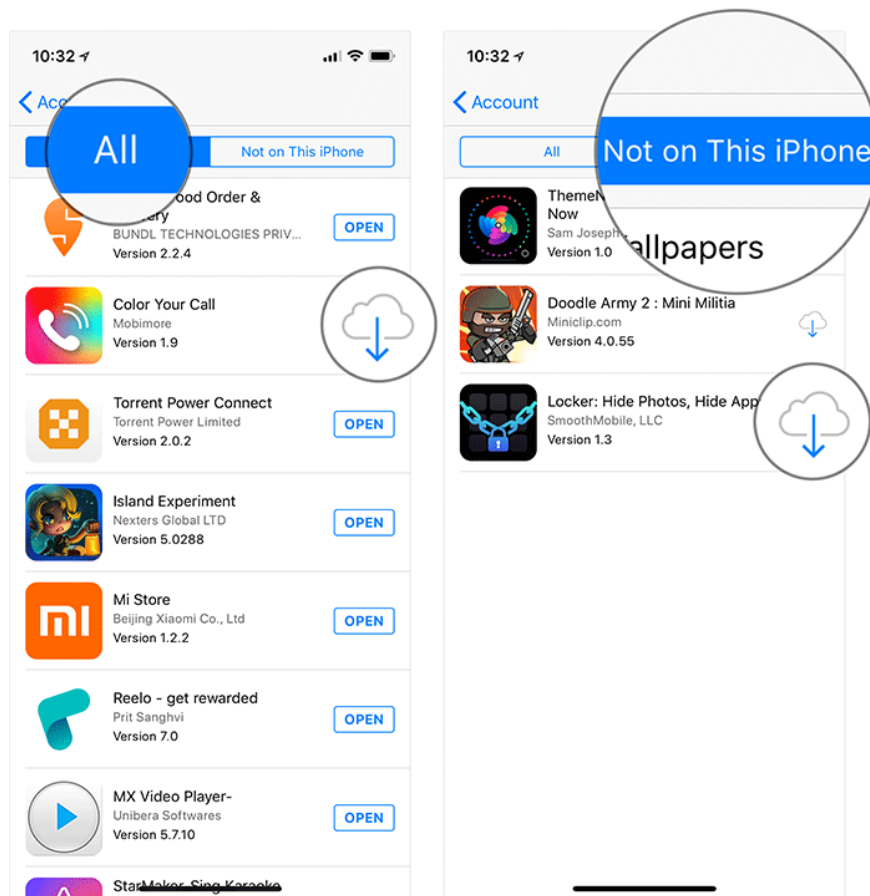 10:32
Acc
All
Not on This iPhone
ood Order &
ery
BUNDL TECHNOLOGIES PRIV...
Version 2.2.4
OPEN
Color Your Call
Mobimore
Version 1.9
Torrent Power Connect
Torrent Power Limited
Version 2.0.2
OPEN
Island Experiment
Nexters Global LTD
Version 5.0288
OPEN
Mi Store
Beijing Xiaomi Co., Ltd
Version 1.2.2
OPEN
Reelo - get rewarded
Prit Sanghvi
Version 7.0
OPEN
MX Video Player-
Unibera Softwares
Version 5.7.10
OPEN
StarMaker-Sing Karaoke
10:32
Account
All
Not on This iPhone
ThemeN
Now
Sam Joseph
Version 1.0
allpapers
Doodle Army 2 : Mini Militia
Miniclip.com
Version 4.0.55
Locker: Hide Photos, Hide App
SmoothMobile, LLC
Version 1.3